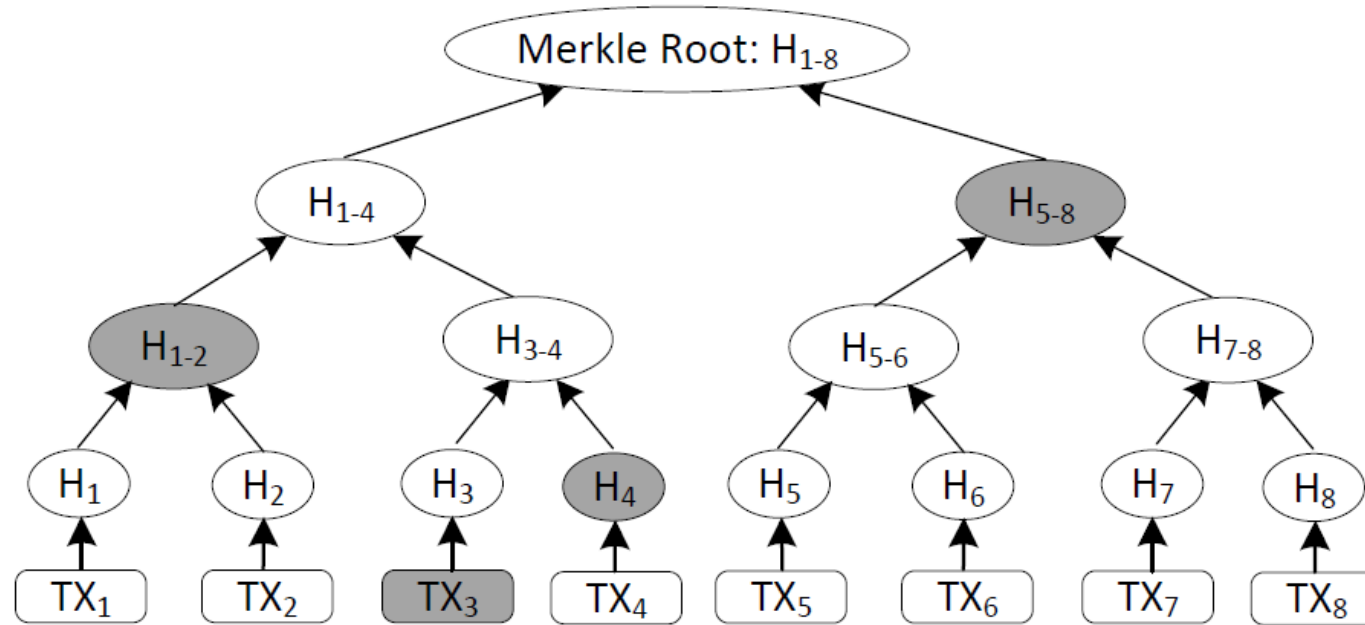 Merkle Root: H₁₋₈
H₁₋₄ H₅₋₈
H₁₋₂ H₃₋₄ H₅₋₆ H₇₋₈
H₁ H₂ H₃ H₄ H₅ H₆ H₇ H₈
TX₁ TX₂ TX₃ TX₄ TX₅ TX₆ TX₇ TX₈